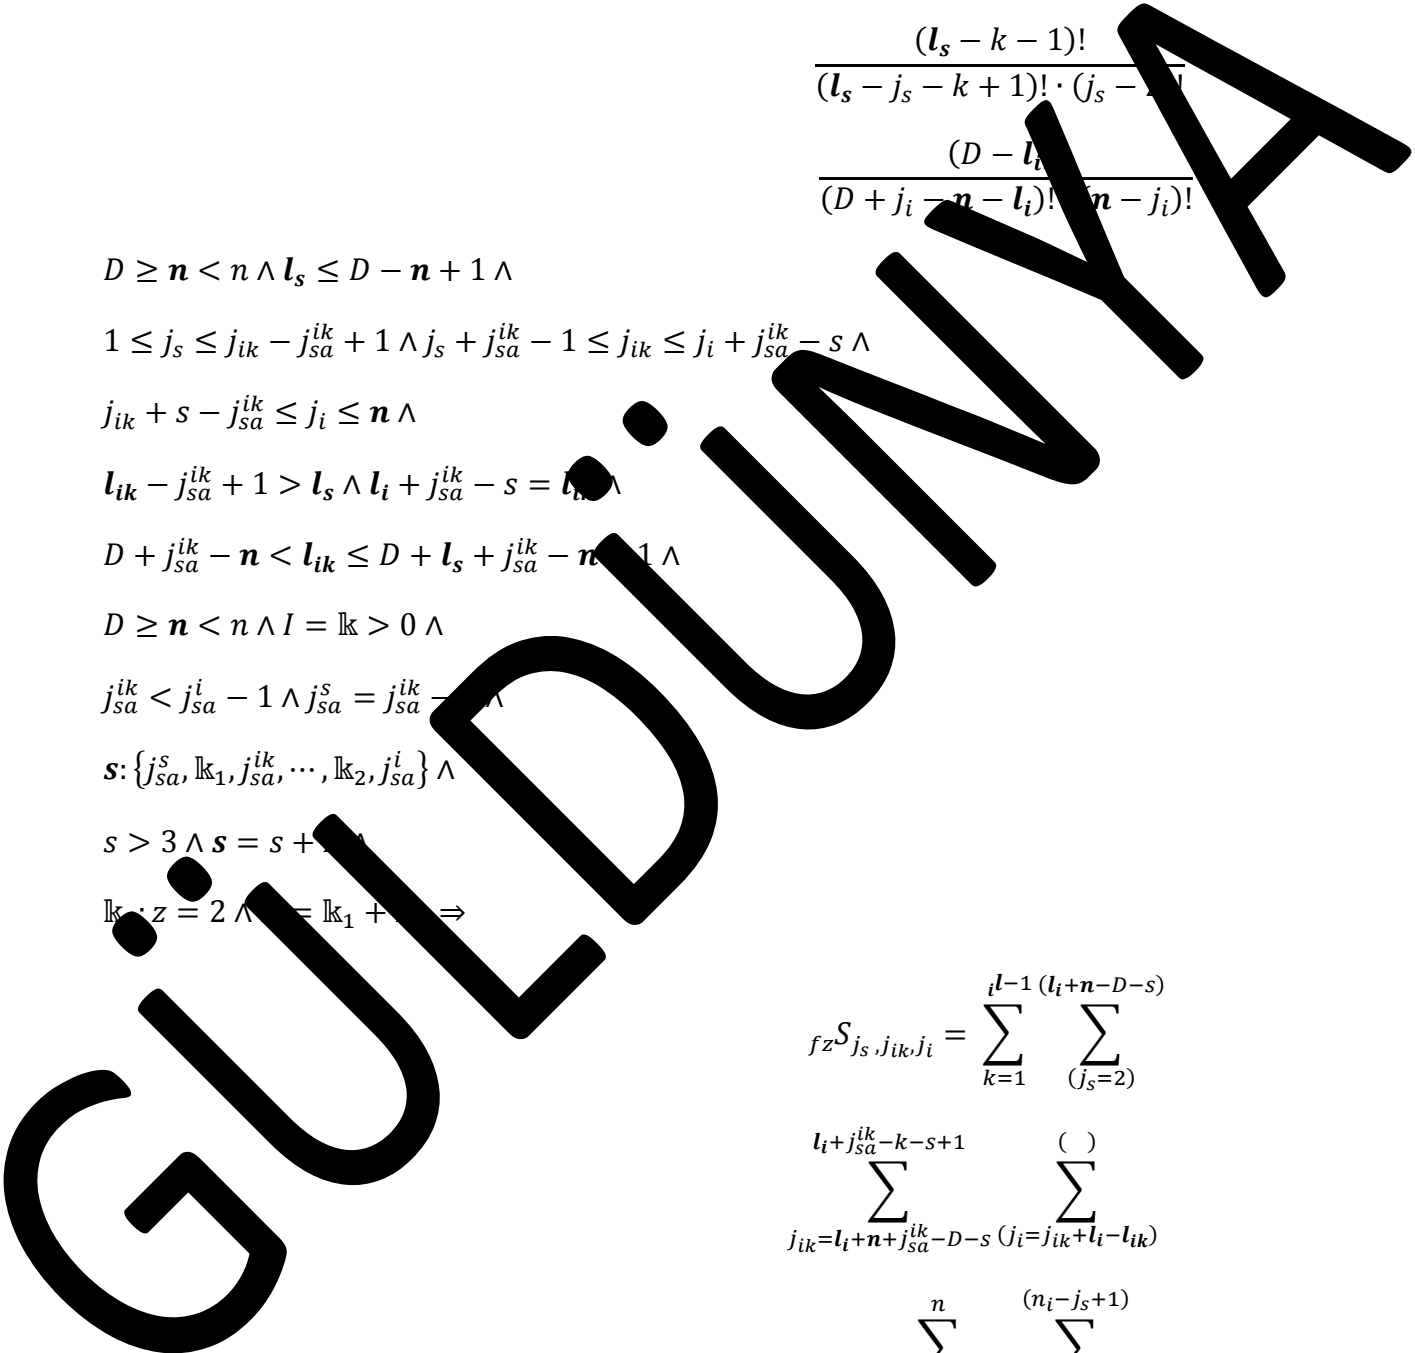 (l_s − k − 1)!
(l_s − j_s − k + 1)! · (j_s −
(D − l_i
(D + j_i − n − l_i)! (n − j_i)!
D ≥ n < n ∧ l_s ≤ D − n + 1 ∧
1 ≤ j_s ≤ j_ik − j_sa^ik + 1 ∧ j_s + j_sa^ik − 1 ≤ j_ik ≤ j_i + j_sa^ik − s ∧
j_ik + s − j_sa^ik ≤ j_i ≤ n ∧
l_ik − j_sa^ik + 1 > l_s ∧ l_i + j_sa^ik − s = ∧
D + j_sa^ik − n < l_ik ≤ D + l_s + j_sa^ik − n 1 ∧
D ≥ n < n ∧ I = 𝕜 > 0 ∧
j_sa^ik < j_sa^i − 1 ∧ j_sa^s = j_sa^ik − ∧
s: {j_sa^s, 𝕜_1, j_sa^ik, ⋯ , 𝕜_2, j_sa^i} ∧
s > 3 ∧ s = s + ∧
: z = 2 ∧ = 𝕜_1 + ⇒
_fz S_{j_s, j_ik, j_i} = ∑_{k=1}^{_i l−1} ∑_{(j_s=2)}^{(l_i+n−D−s)}
∑_{j_ik=l_i+n+j_sa^ik−D−s}^{l_i+j_sa^ik−k−s+1} ∑_{(j_i=j_ik+l_i−l_ik)}^{( )}
∑^{n} ∑^{(n_i−j_s+1)}
GÜLDÜNYA